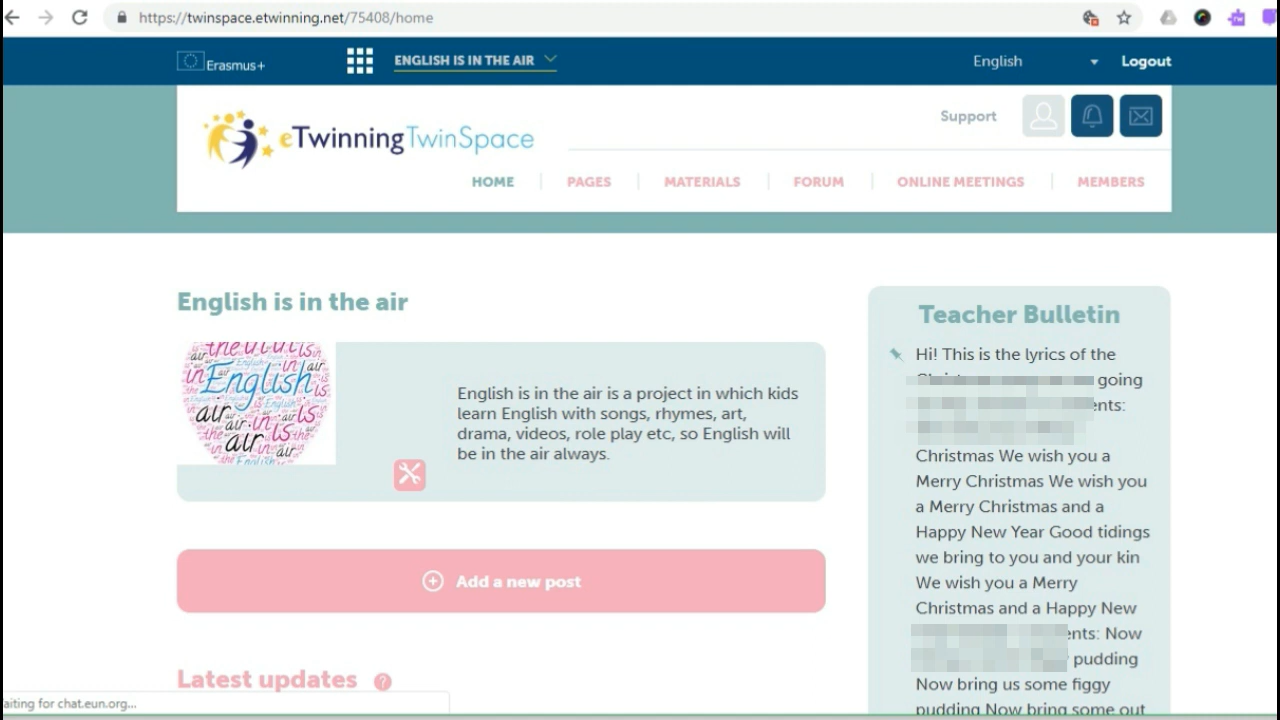 https://twinspace.etwinning.net/75408/home
Erasmus+
ENGLISH IS IN THE AIR
English
Logout
eTwinningTwinSpace
Support
HOME
PAGES
MATERIALS
FORUM
ONLINE MEETINGS
MEMBERS
English is in the air
English
air
is
in
English is in the air is a project in which kids
learn English with songs, rhymes, art,
drama, videos, role play etc, so English will
be in the air always.
Add a new post
Latest updates ?
Teacher Bulletin
Hi! This is the lyrics of the
going
ents:
Christmas We wish you a
Merry Christmas We wish you
a Merry Christmas and a
Happy New Year Good tidings
we bring to you and your kin
We wish you a Merry
Christmas and a Happy New
ents: Now
pudding
Now bring us some figgy
pudding Now bring some out
aiting for chat.eun.org...